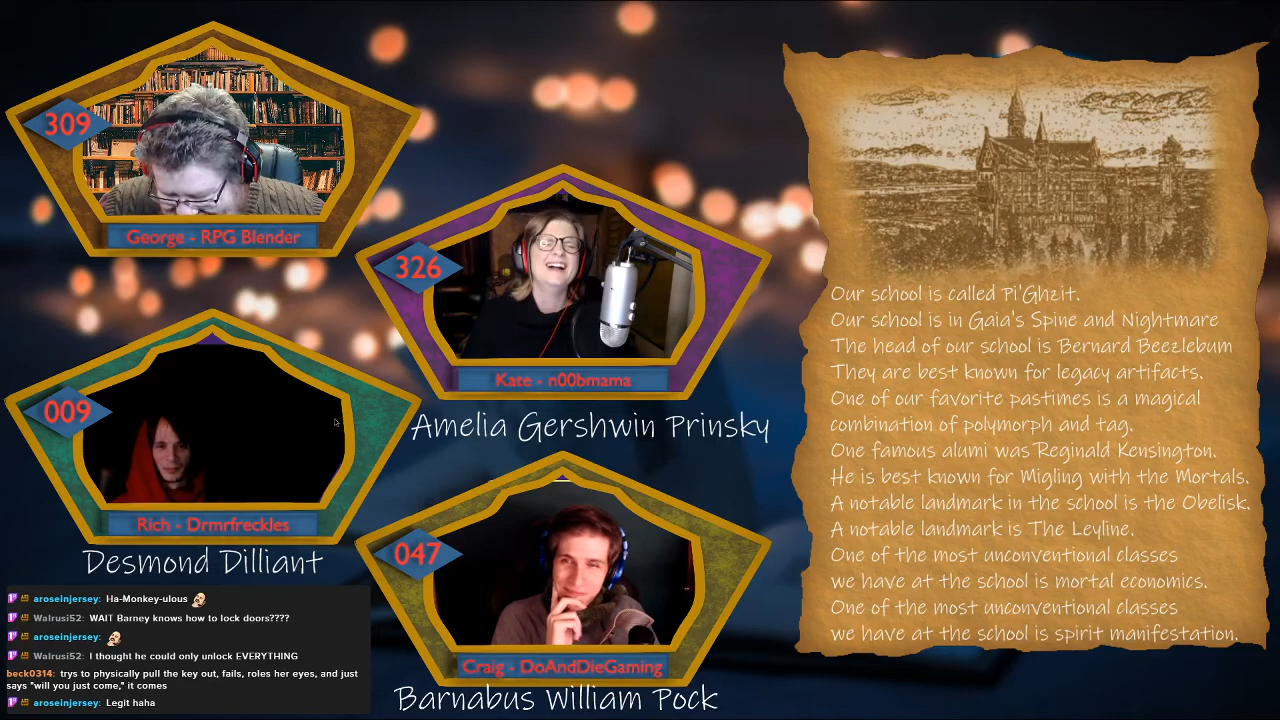 309
George - RPG Blender
326
Kate - n00bmama
Amelia Gershwin Prinsky
009
Rich - Drmrfreckles
Desmond Dilliant
047
Craig - DoAndDieGaming
Barnabus William Pock
aroseinjersey: Ha-Monkey-ulous
Walrusi52: WAIT Barney knows how to lock doors????
aroseinjersey:
Walrusi52: I thought he could only unlock EVERYTHING
beck0314: trys to physically pull the key out, fails, roles her eyes, and just
says "will you just come," it comes
aroseinjersey: Legit haha
Our school is called Pi'Ghzit.
Our school is in Gaia's Spine and Nightmare
The head of our school is Bernard Beezlebum
They are best known for legacy artifacts.
One of our favorite pastimes is a magical
combination of polymorph and tag.
One famous alumi was Reginald Kensington.
He is best known for Migling with the Mortals.
A notable landmark in the school is the Obelisk.
A notable landmark is The Leyline.
One of the most unconventional classes
we have at the school is mortal economics.
One of the most unconventional classes
we have at the school is spirit manifestation.